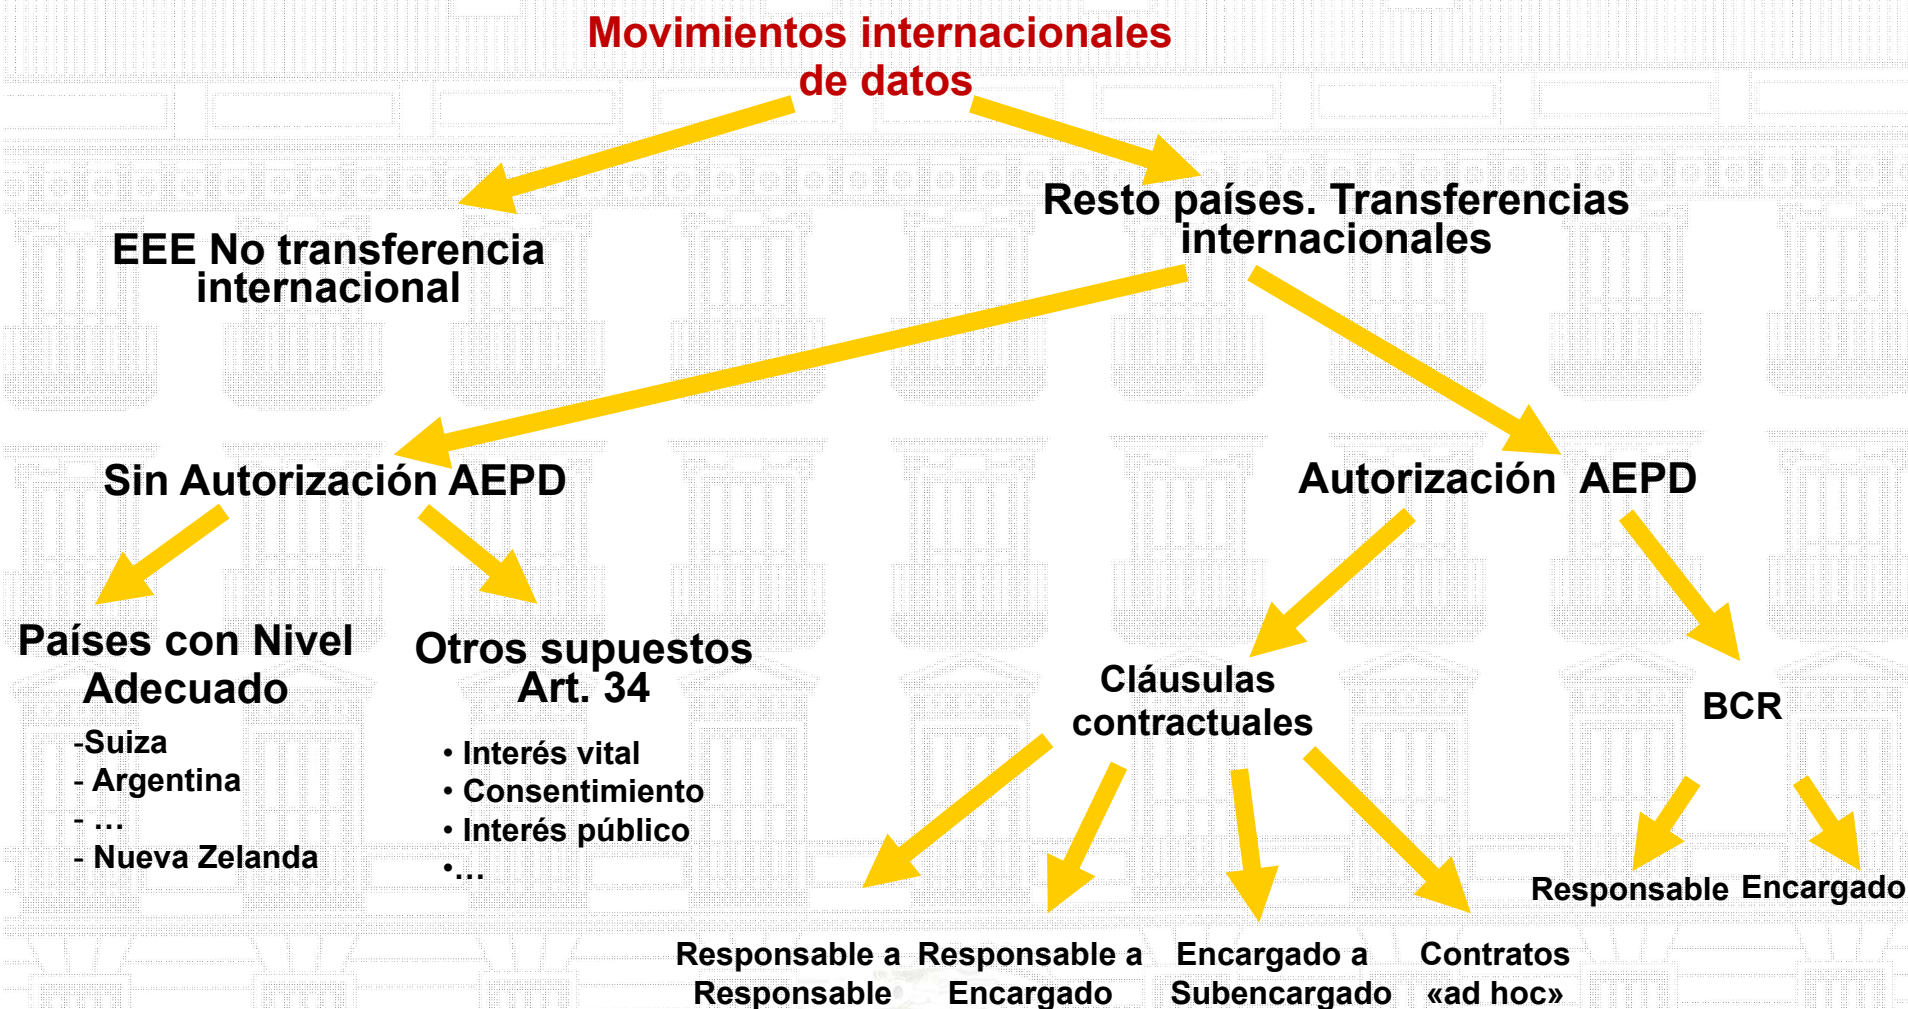 Movimientos internacionales
de datos
EEE No transferencia
internacional
Resto países. Transferencias
internacionales
Sin Autorización AEPD
Autorización AEPD
Países con Nivel
Adecuado
-Suiza
- Argentina
- ...
- Nueva Zelanda
Otros supuestos
Art. 34
• Interés vital
• Consentimiento
• Interés público
•...
Cláusulas
contractuales
BCR
Responsable a
Responsable
Responsable a
Encargado
Encargado a
Subencargado
Contratos
«ad hoc»
Responsable
Encargado